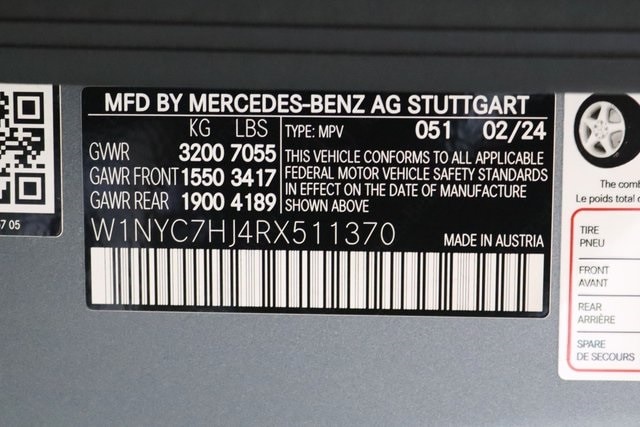 MFD BY MERCEDES-BENZ AG STUTTGART
KG LBS
TYPE: MPV 051 02/24
GVWR 3200 7055
GAWR FRONT 1550 3417
GAWR REAR 1900 4189
THIS VEHICLE CONFORMS TO ALL APPLICABLE
FEDERAL MOTOR VEHICLE SAFETY STANDARDS
IN EFFECT ON THE DATE OF MANUFACTURE
SHOWN ABOVE
W1NYC7HJ4RX511370
MADE IN AUSTRIA
7 05
The comb
Le poids total
TIRE
PNEU
FRONT
AVANT
REAR
ARRIÈRE
SPARE
DE SECOURS